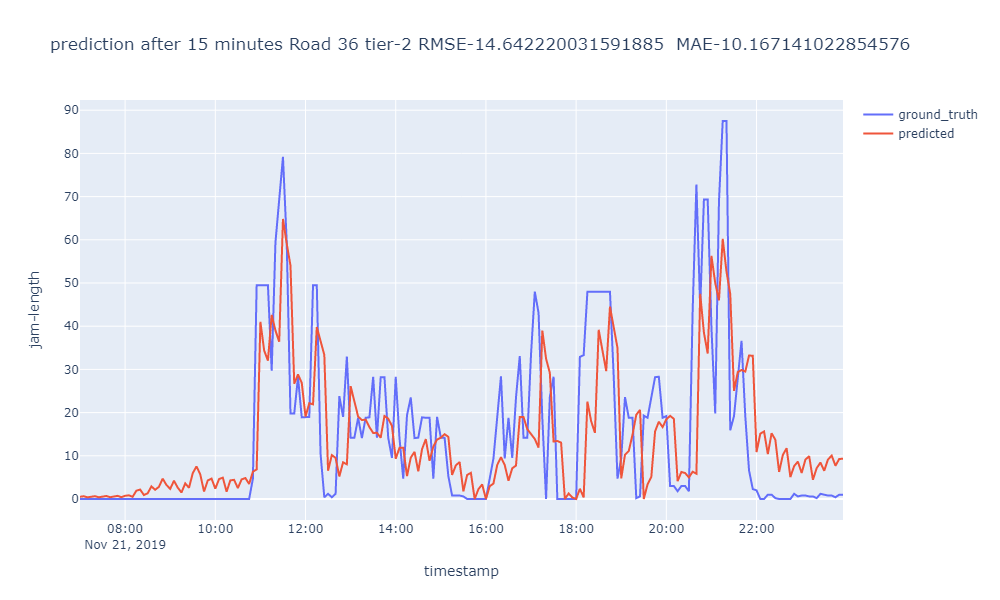 prediction after 15 minutes Road 36 tier-2 RMSE-14.642220031591885  MAE-10.167141022854576
ground_truth
predicted
90
80
70
60
50
40
30
20
10
0
jam-length
08:00 10:00 12:00 14:00 16:00 18:00 20:00 22:00
Nov 21, 2019
timestamp